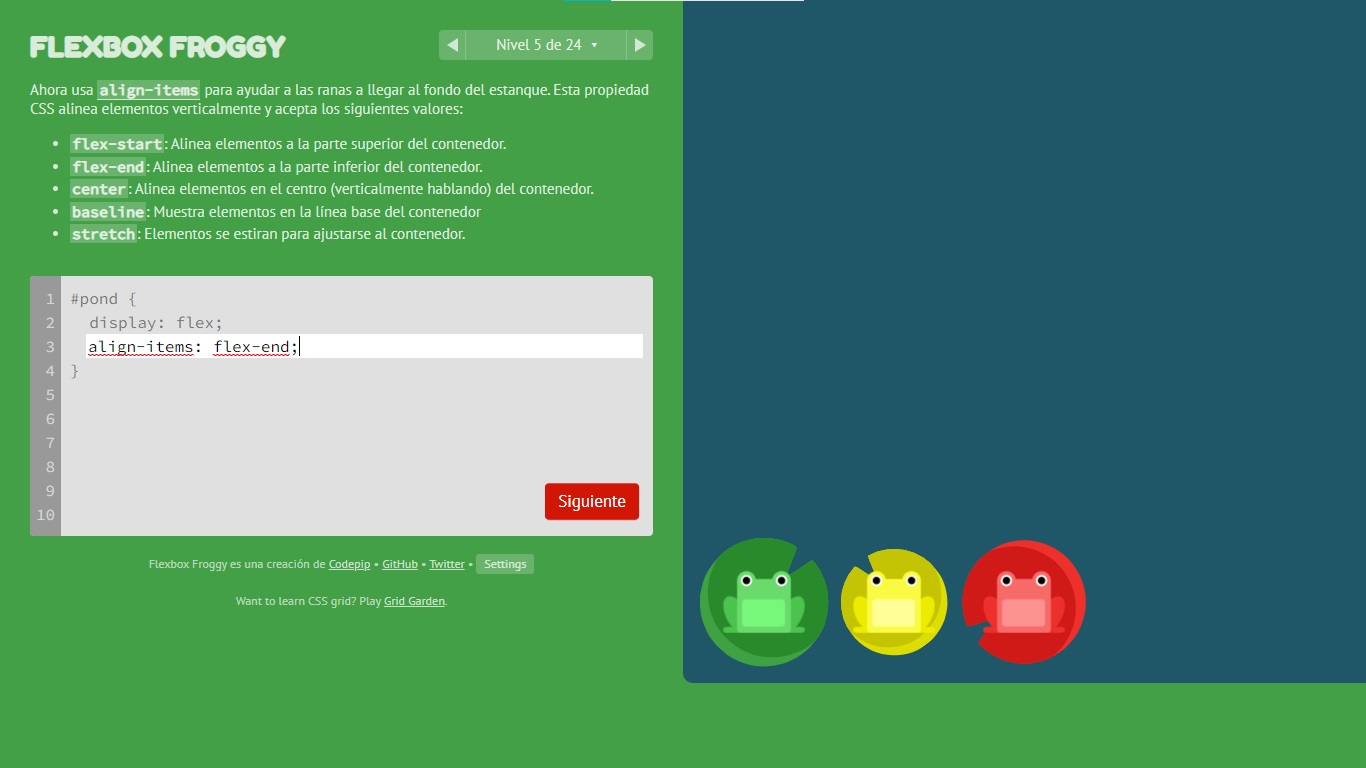 FLEXBOX FROGGY
Nivel 5 de 24 ▾
Ahora usa align-items para ayudar a las ranas a llegar al fondo del estanque. Esta propiedad
CSS alinea elementos verticalmente y acepta los siguientes valores:
• flex-start: Alinea elementos a la parte superior del contenedor.
• flex-end: Alinea elementos a la parte inferior del contenedor.
• center: Alinea elementos en el centro (verticalmente hablando) del contenedor.
• baseline: Muestra elementos en la línea base del contenedor
• stretch: Elementos se estiran para ajustarse al contenedor.
1 #pond {
2 display: flex;
3 align-items: flex-end;
4 }
5
6
7
8
9
10
Siguiente
Flexbox Froggy es una creación de Codepip • GitHub • Twitter • Settings
Want to learn CSS grid? Play Grid Garden.